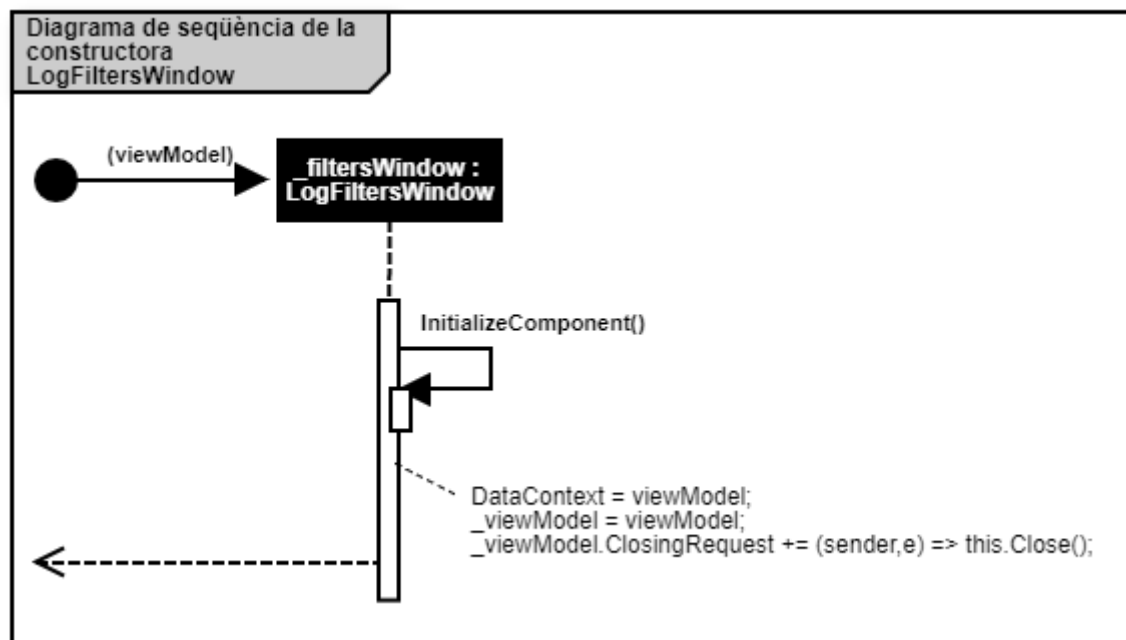 Diagrama de seqüència de la
constructora
LogFiltersWindow
(viewModel)
_filtersWindow :
LogFiltersWindow
InitializeComponent()
DataContext = viewModel;
_viewModel = viewModel;
_viewModel.ClosingRequest += (sender,e) => this.Close();